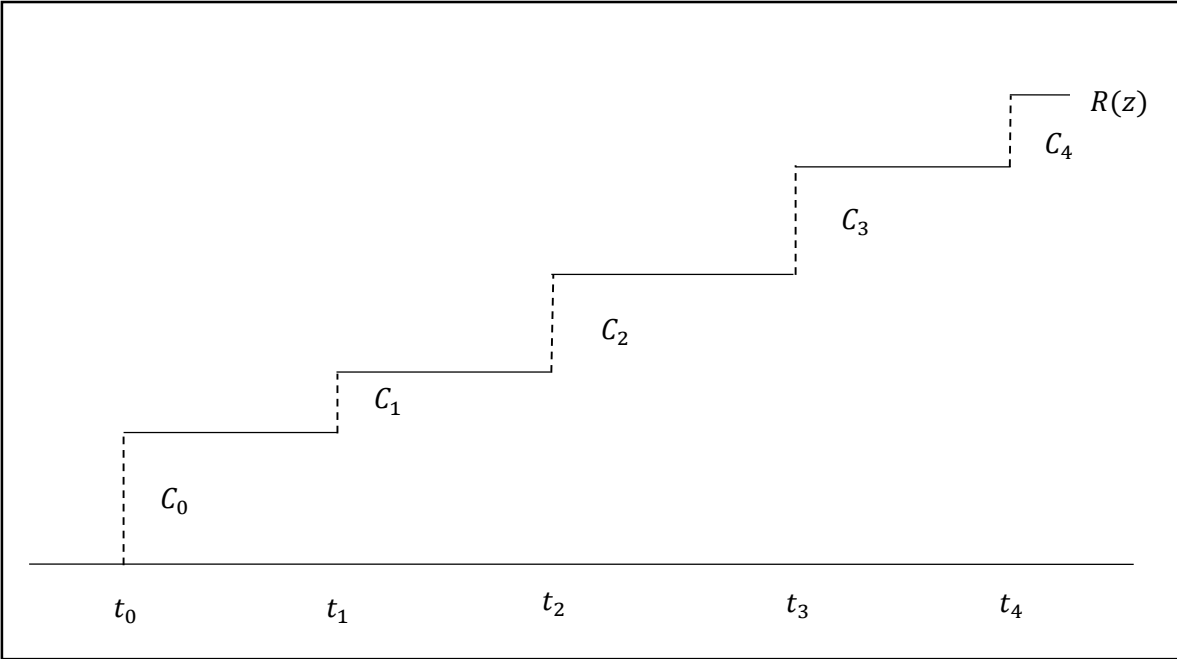 R(z)
C₄
C₃
C₂
C₁
C₀
t₀ t₁ t₂ t₃ t₄